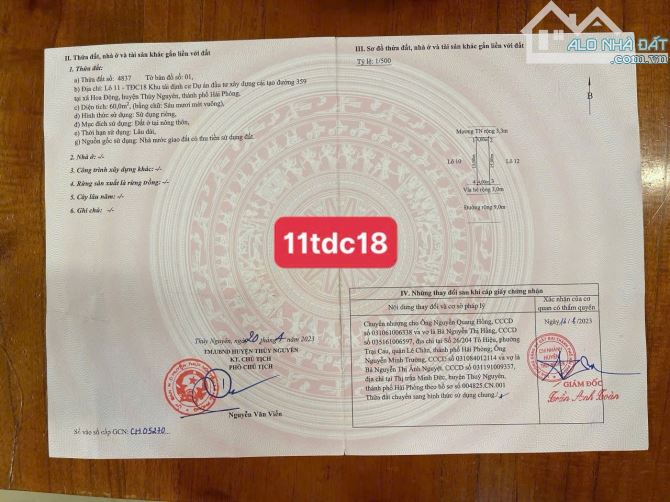 ALO NHÀ ĐẤT
II. Thửa đất, nhà ở và tài sản khác gắn liền với đất
1. Thửa đất:
a) Thửa đất số: 4837 Tờ bản đồ số: 01,
b) Địa chỉ: Lô 11 - TĐC18 Khu tái định cư Dự án đầu tư xây dựng cải tạo đường 359
tại xã Hoa Động, huyện Thủy Nguyên, thành phố Hải Phòng,
c) Diện tích: 60,0m², (bằng chữ: Sáu mươi mét vuông),
d) Hình thức sử dụng: Sử dụng riêng,
đ) Mục đích sử dụng: Đất ở tại nông thôn,
e) Thời hạn sử dụng: Lâu dài,
g) Nguồn gốc sử dụng: Nhà nước giao đất có thu tiền sử dụng đất.
2. Nhà ở: -/-
3. Công trình xây dựng khác: -/-
4. Rừng sản xuất là rừng trồng: -/-
5. Cây lâu năm: -/-
6. Ghi chú: -/-
Thủy Nguyên, ngày 20 tháng 1 năm 2023
TM.UBND HUYỆN THỦY NGUYÊN
KT. CHỦ TỊCH
PHÓ CHỦ TỊCH
Nguyễn Văn Viễn
Số vào sổ cấp GCN: CH 05270
III. Sơ đồ thửa đất, nhà ở và tài sản khác gắn liền với đất
Tỷ lệ 1/500
B
Mương TN rộng 3,3m
Lô 10
Lô 12
Vỉa hè rộng 3,0m
Đường rộng 9,0m
11tdc18
IV. Những thay đổi sau khi cấp giấy chứng nhận
Nội dung thay đổi và cơ sở pháp lý
Xác nhận của cơ
quan có thẩm quyền
Chuyển nhượng cho Ông Nguyễn Quang Hồng, CCCD
số 031061006338 và vợ là Bà Nguyễn Thị Hằng, CCCD
số 035161006597, địa chỉ tại Số 26/204 Tô Hiệu, phường
Trại Cau, quận Lê Chân, thành phố Hải Phòng; Ông
Nguyễn Minh Trường, CCCD số 031084012114 và vợ là
Bà Nguyễn Thị Ánh Nguyệt, CCCD số 031191009337,
địa chỉ tại Thị trấn Minh Đức, huyện Thủy Nguyên,
thành phố Hải Phòng theo hồ sơ số 004825.CN.001
Thửa đất chuyển sang hình thức sử dụng chung./.
GIÁM ĐỐC
Trần Anh Toàn